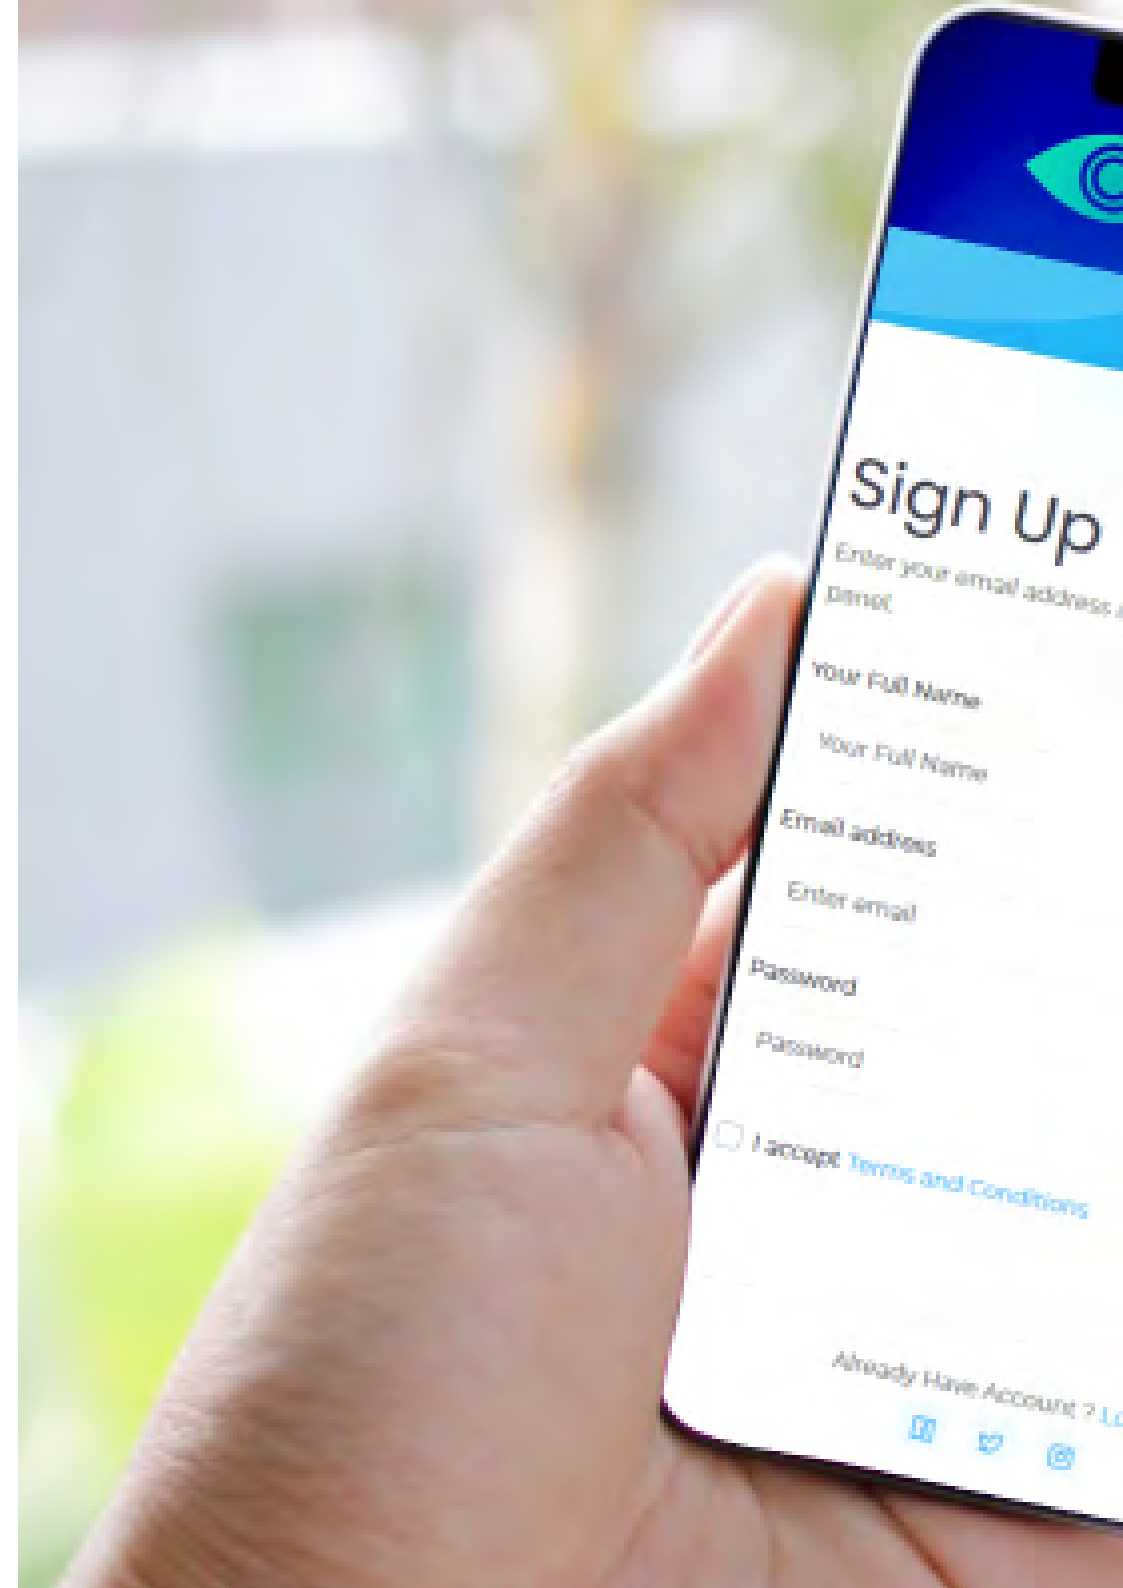 Sign Up
Enter your email address
panel.
Your Full Name
Your Full Name
Email address
Enter email
Password
Password
I accept Terms and Conditions
Already Have Account ?